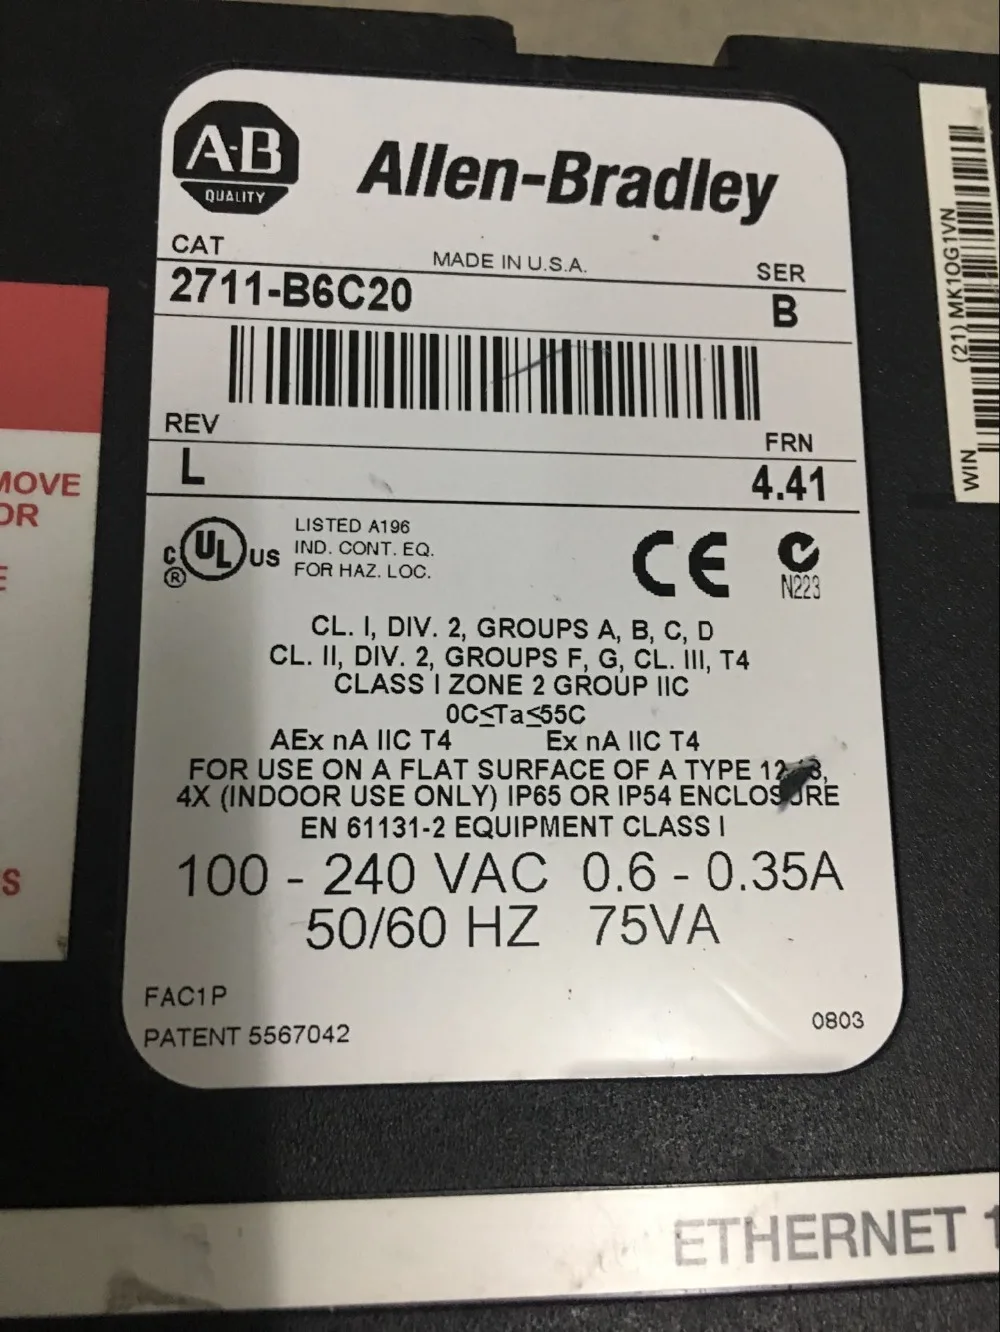 A-B
QUALITY
Allen-Bradley
CAT
MADE IN U.S.A.
SER
2711-B6C20
B
REV
FRN
L
4.41
C UL US
®
LISTED A196
IND. CONT. EQ.
FOR HAZ. LOC.
CE
N223
CL. I, DIV. 2, GROUPS A, B, C, D
CL. II, DIV. 2, GROUPS F, G, CL. III, T4
CLASS I ZONE 2 GROUP IIC
0C≤Ta≤55C
AEx nA IIC T4 Ex nA IIC T4
FOR USE ON A FLAT SURFACE OF A TYPE
4X (INDOOR USE ONLY) IP65 OR IP54 ENCLOSURE
EN 61131-2 EQUIPMENT CLASS I
100 - 240 VAC 0.6 - 0.35A
50/60 HZ 75VA
FAC1P
PATENT 5567042
0803
MOVE
OR
E
S
(21) MK10G1VN
WIN
ETHERNET 1